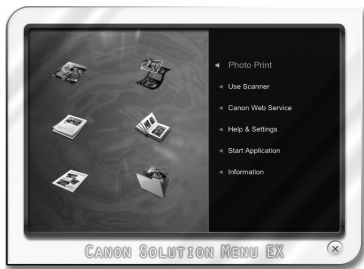 Photo Print
Use Scanner
Canon Web Service
Help & Settings
Start Application
Information
CANON SOLUTION MENU EX